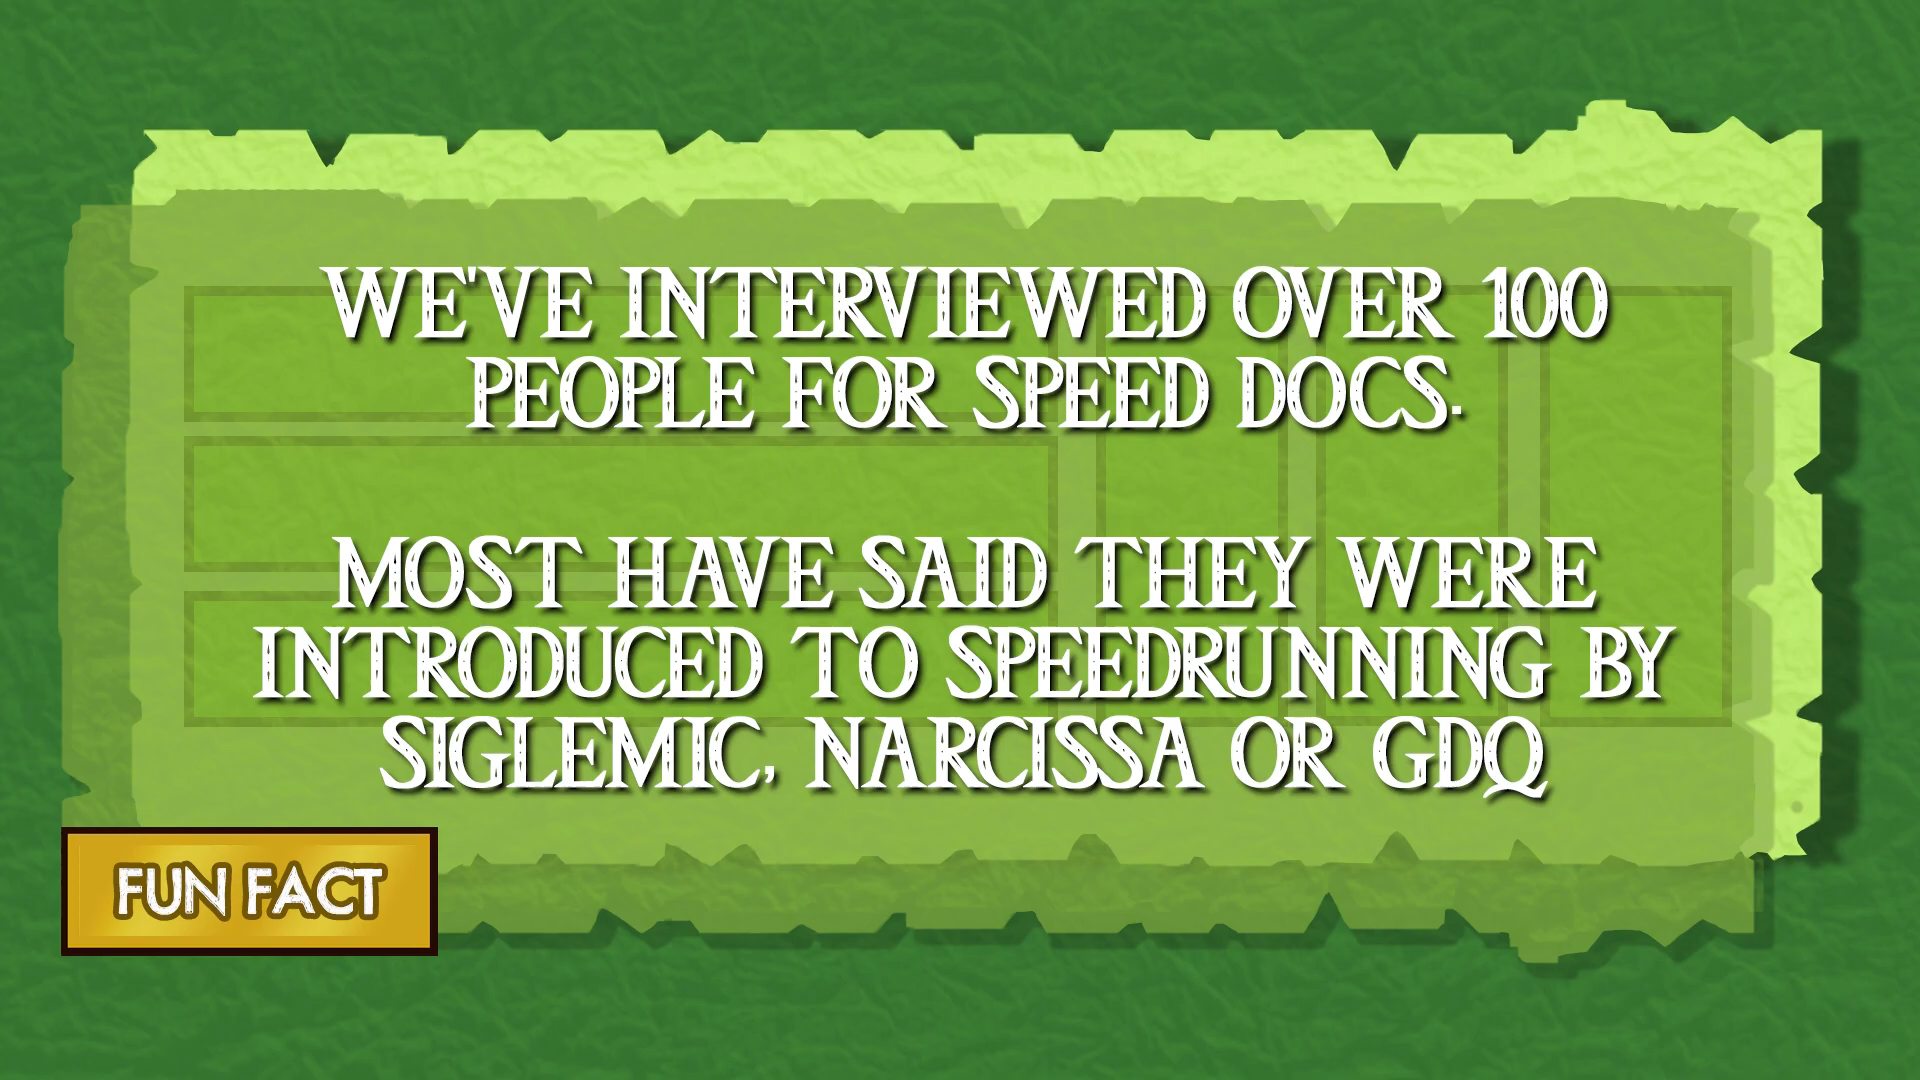 WE'VE INTERVIEWED OVER 100
PEOPLE FOR SPEED DOCS.
MOST HAVE SAID THEY WERE
INTRODUCED TO SPEEDRUNNING BY
SIGLEMIC, NARCISSA OR GDQ
FUN FACT